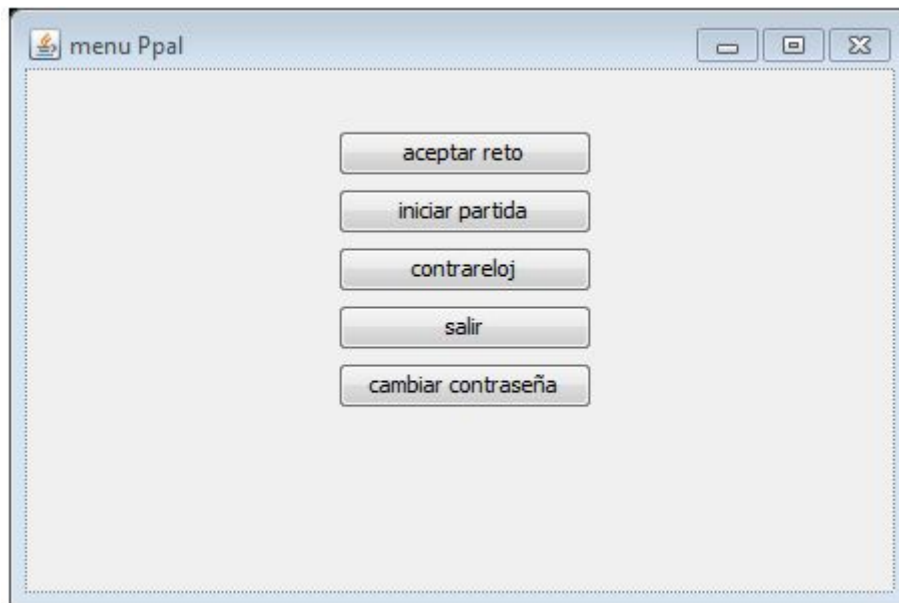 menu Ppal
aceptar reto
iniciar partida
contrareloj
salir
cambiar contraseña